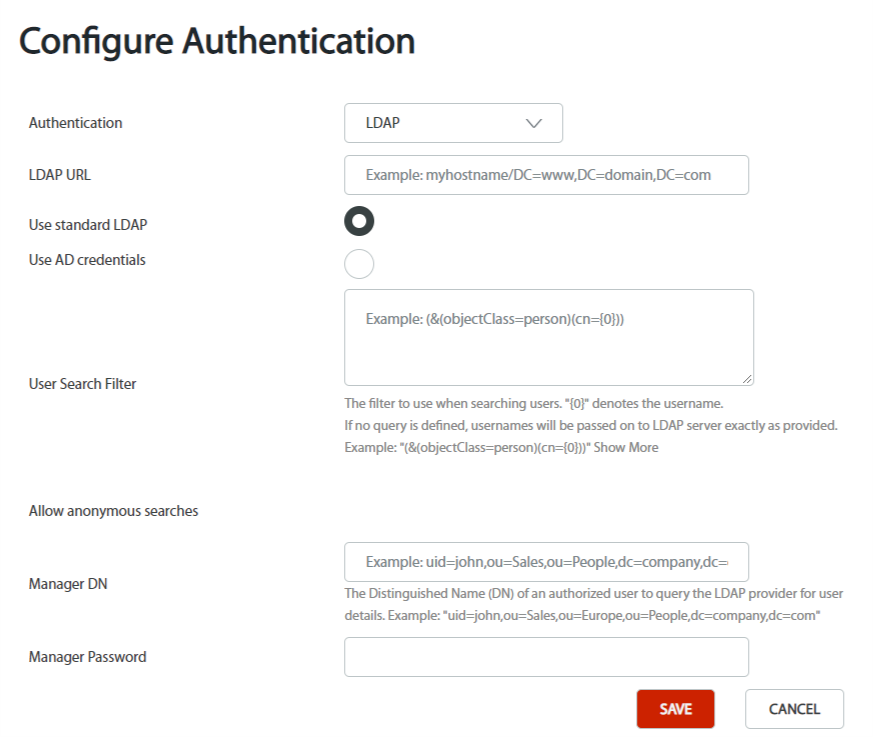 Configure Authentication
Authentication
LDAP
LDAP URL
Example: myhostname/DC=www,DC=domain,DC=com
Use standard LDAP
Use AD credentials
User Search Filter
Example: (&(objectClass=person)(cn={0}))
The filter to use when searching users. "{0}" denotes the username.
If no query is defined, usernames will be passed on to LDAP server exactly as provided.
Example: "(&(objectClass=person)(cn={0}))" Show More
Allow anonymous searches
Manager DN
Example: uid=john,ou=Sales,ou=People,dc=company,dc=
The Distinguished Name (DN) of an authorized user to query the LDAP provider for user
details. Example: "uid=john,ou=Sales,ou=Europe,ou=People,dc=company,dc=com"
Manager Password
SAVE
CANCEL